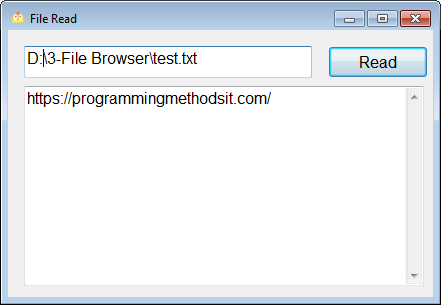 File Read
D:\3-File Browser\test.txt
Read
https://programmingmethodsit.com/